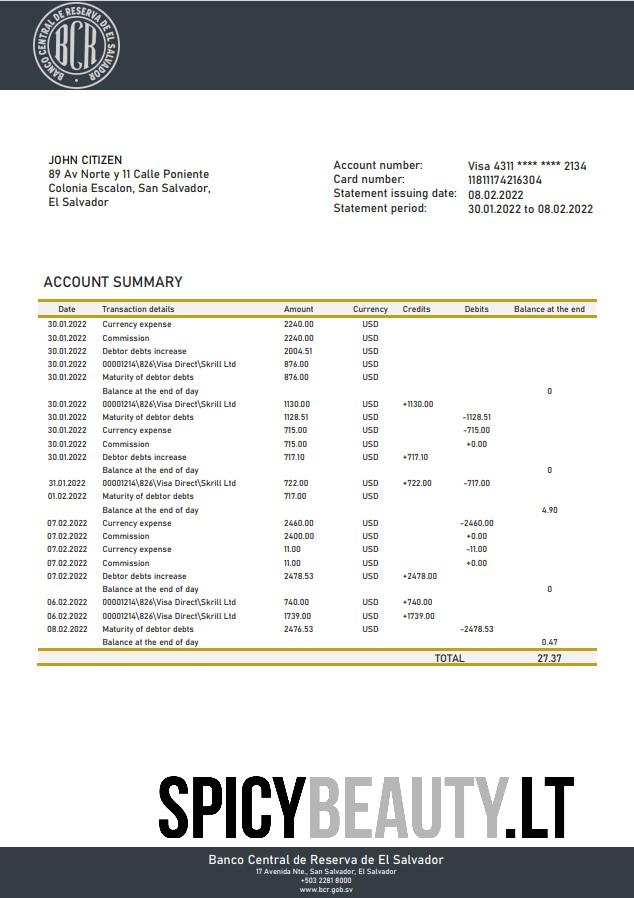 BANCO CENTRAL DE RESERVA DE EL SALVADOR
BCR
JOHN CITIZEN
89 Av Norte y 11 Calle Poniente
Colonia Escalon, San Salvador,
El Salvador
Account number: Visa 4311 **** **** 2134
Card number: 11811174216304
Statement issuing date: 08.02.2022
Statement period: 30.01.2022 to 08.02.2022
ACCOUNT SUMMARY
Date Transaction details Amount Currency Credits Debits Balance at the end
30.01.2022 Currency expense 2240.00 USD
30.01.2022 Commission 2240.00 USD
30.01.2022 Debtor debts increase 2004.51 USD
30.01.2022 00001214\826\Visa Direct\Skrill Ltd 876.00 USD
30.01.2022 Maturity of debtor debts 876.00 USD
Balance at the end of day 0
30.01.2022 00001214\826\Visa Direct\Skrill Ltd 1130.00 USD +1130.00
30.01.2022 Maturity of debtor debts 1128.51 USD -1128.51
30.01.2022 Currency expense 715.00 USD -715.00
30.01.2022 Commission 715.00 USD +0.00
30.01.2022 Debtor debts increase 717.10 USD +717.10
Balance at the end of day 0
31.01.2022 00001214\826\Visa Direct\Skrill Ltd 722.00 USD +722.00 -717.00
01.02.2022 Maturity of debtor debts 717.00 USD
Balance at the end of day 4.90
07.02.2022 Currency expense 2460.00 USD -2460.00
07.02.2022 Commission 2400.00 USD +0.00
07.02.2022 Currency expense 11.00 USD -11.00
07.02.2022 Commission 11.00 USD +0.00
07.02.2022 Debtor debts increase 2478.53 USD +2478.00
Balance at the end of day 0
06.02.2022 00001214\826\Visa Direct\Skrill Ltd 740.00 USD +740.00
06.02.2022 00001214\826\Visa Direct\Skrill Ltd 1739.00 USD +1739.00
08.02.2022 Maturity of debtor debts 2476.53 USD -2478.53
Balance at the end of day 0.47
TOTAL 27.37
SPICYBEAUTY.LT
Banco Central de Reserva de El Salvador
17 Avenida Nte., San Salvador, El Salvador
+503 2281 8000
www.bcr.gob.sv